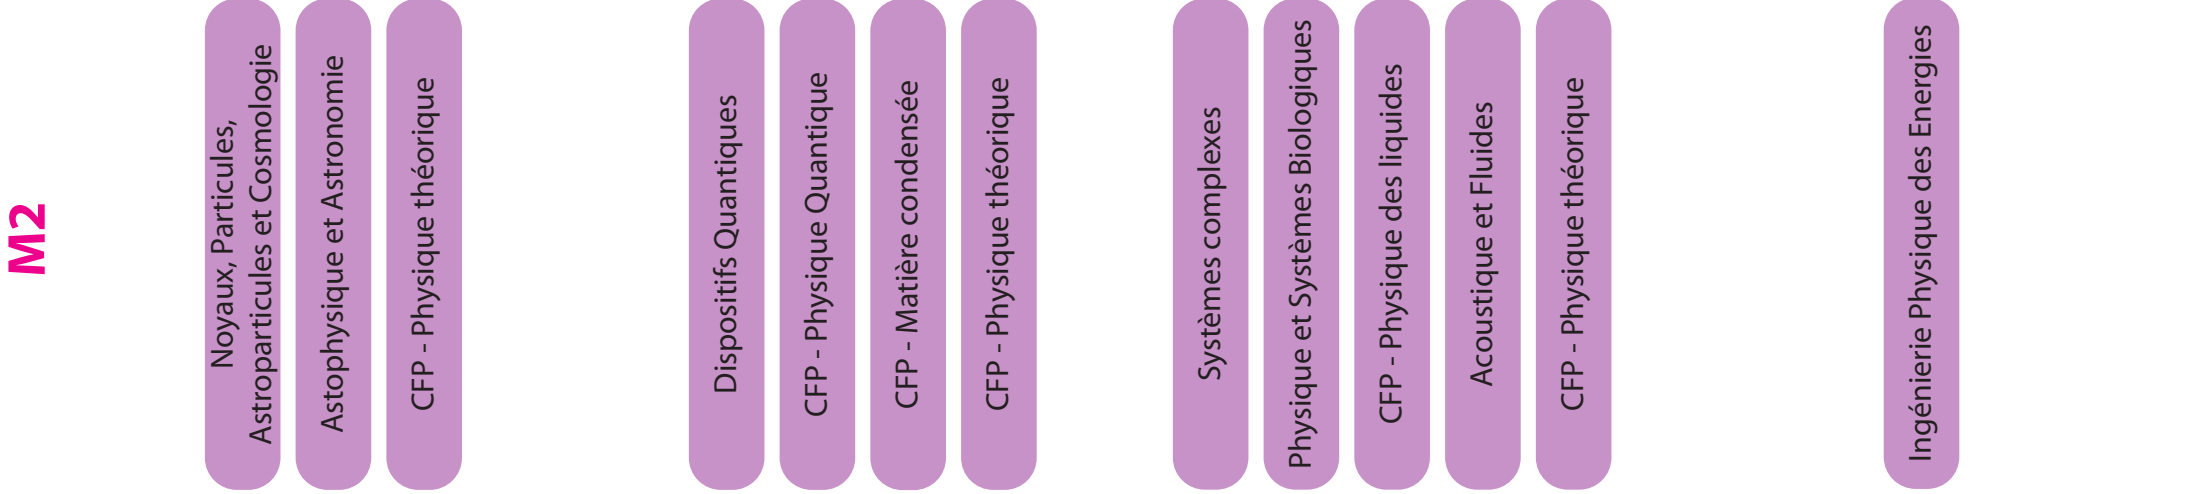 M2
Noyaux, Particules,
Astroparticules et Cosmologie
Astophysique et Astronomie
CFP - Physique théorique
Dispositifs Quantiques
CFP - Physique Quantique
CFP - Matière condensée
CFP - Physique théorique
Systèmes complexes
Physique et Systèmes Biologiques
CFP - Physique des liquides
Acoustique et Fluides
CFP - Physique théorique
Ingénierie Physique des Energies